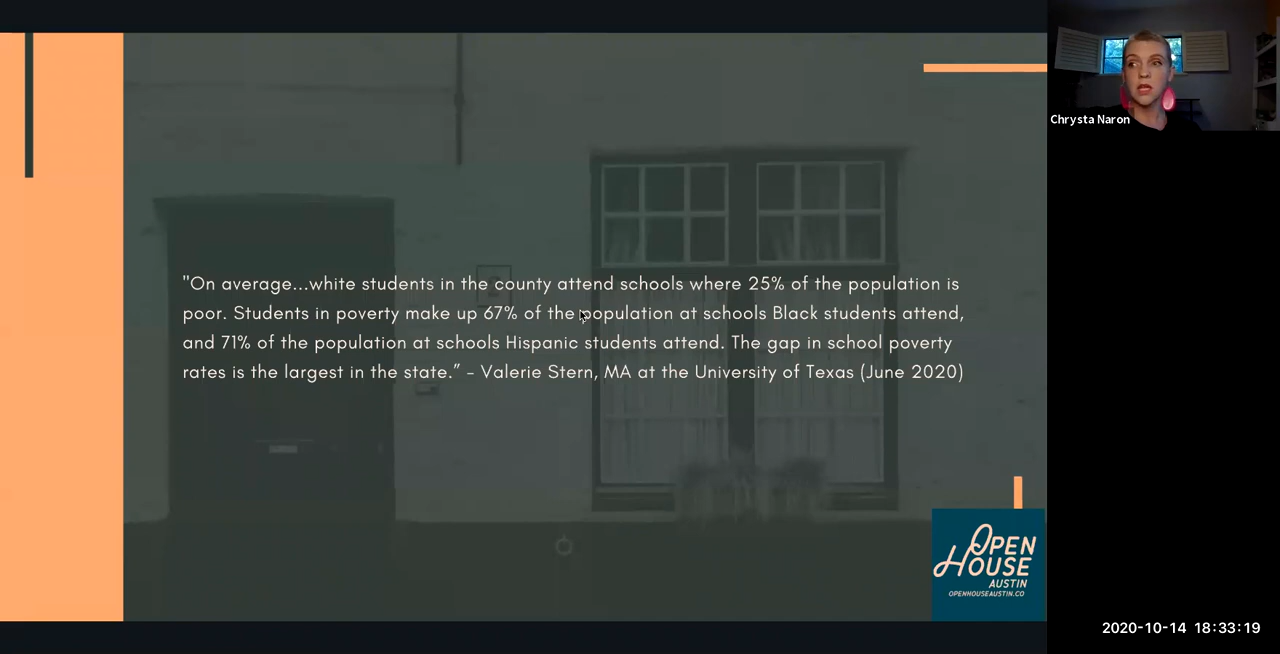 Chrysta Naron
"On average...white students in the county attend schools where 25% of the population is
poor. Students in poverty make up 67% of the population at schools Black students attend,
and 71% of the population at schools Hispanic students attend. The gap in school poverty
rates is the largest in the state.” - Valerie Stern, MA at the University of Texas (June 2020)
OPEN
HOUSE
AUSTIN
OPENHOUSEAUSTIN.CO
2020-10-14 18:33:19